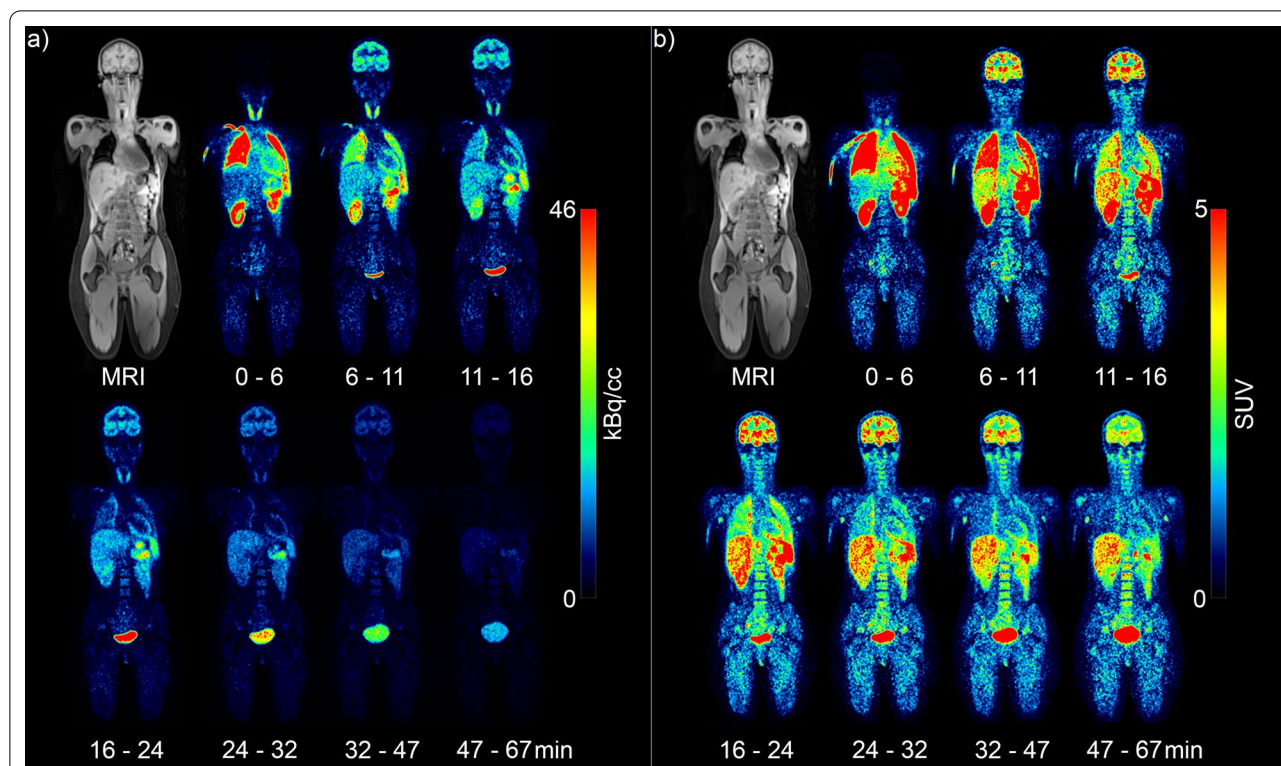 a)
46
kBq/cc
0
MRI
0 - 6
6 - 11
11 - 16
16 - 24
24 - 32
32 - 47
47 - 67 min
b)
5
SUV
0
MRI
0 - 6
6 - 11
11 - 16
16 - 24
24 - 32
32 - 47
47 - 67 min